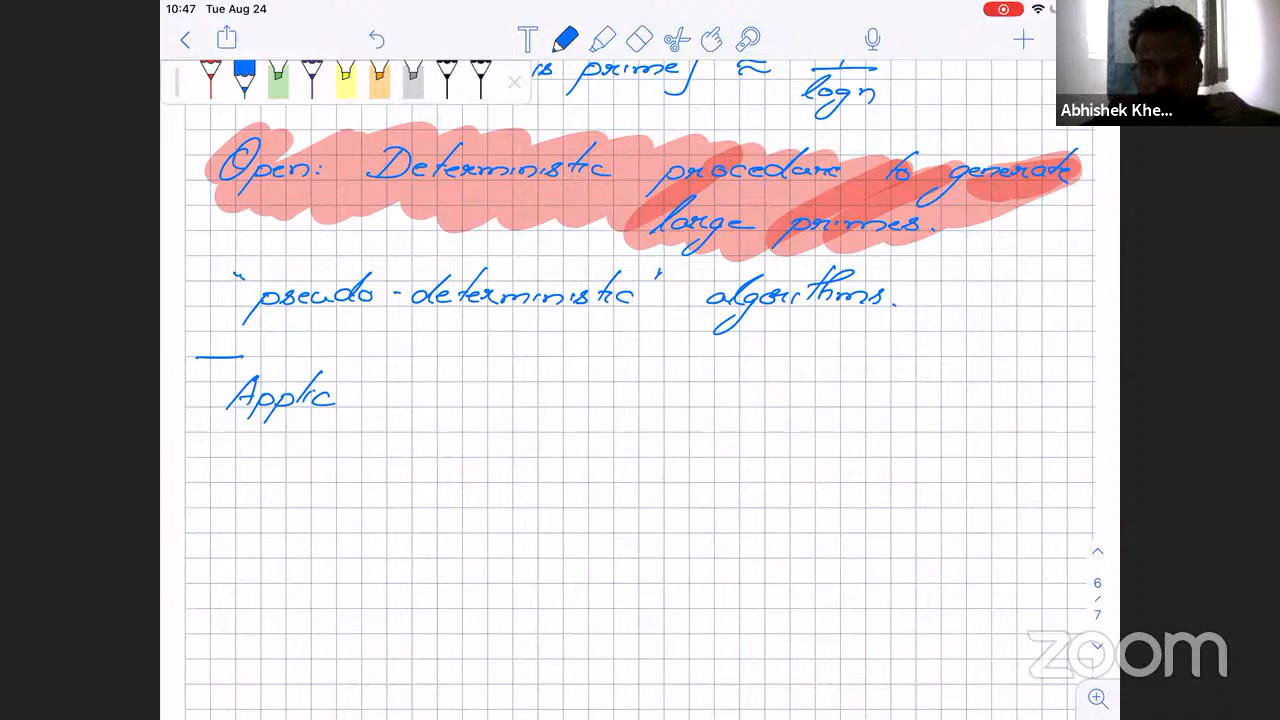 10:47 Tue Aug 24
is prime] ≈ 1/log n
Abhishek Khe...
Open: Deterministic procedure to generate
large primes.
"pseudo-deterministic" algorithms.
Applic
6
/
7
zoom